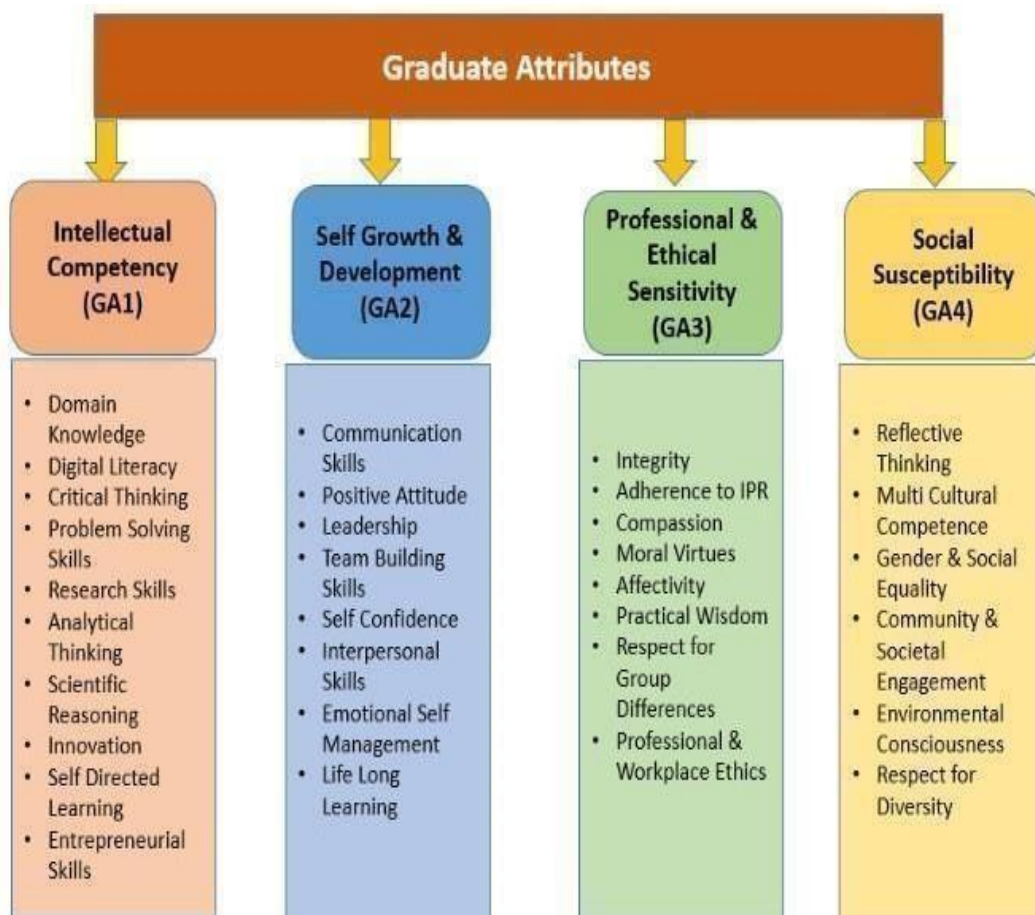 Graduate Attributes
Intellectual
Competency
(GA1)
• Domain
Knowledge
• Digital Literacy
• Critical Thinking
• Problem Solving
Skills
• Research Skills
• Analytical
Thinking
• Scientific
Reasoning
• Innovation
• Self Directed
Learning
• Entrepreneurial
Skills
Self Growth &
Development
(GA2)
• Communication
Skills
• Positive Attitude
• Leadership
• Team Building
Skills
• Self Confidence
• Interpersonal
Skills
• Emotional Self
Management
• Life Long
Learning
Professional &
Ethical
Sensitivity
(GA3)
• Integrity
• Adherence to IPR
• Compassion
• Moral Virtues
• Affectivity
• Practical Wisdom
• Respect for
Group
Differences
• Professional &
Workplace Ethics
Social
Susceptibility
(GA4)
• Reflective
Thinking
• Multi Cultural
Competence
• Gender & Social
Equality
• Community &
Societal
Engagement
• Environmental
Consciousness
• Respect for
Diversity